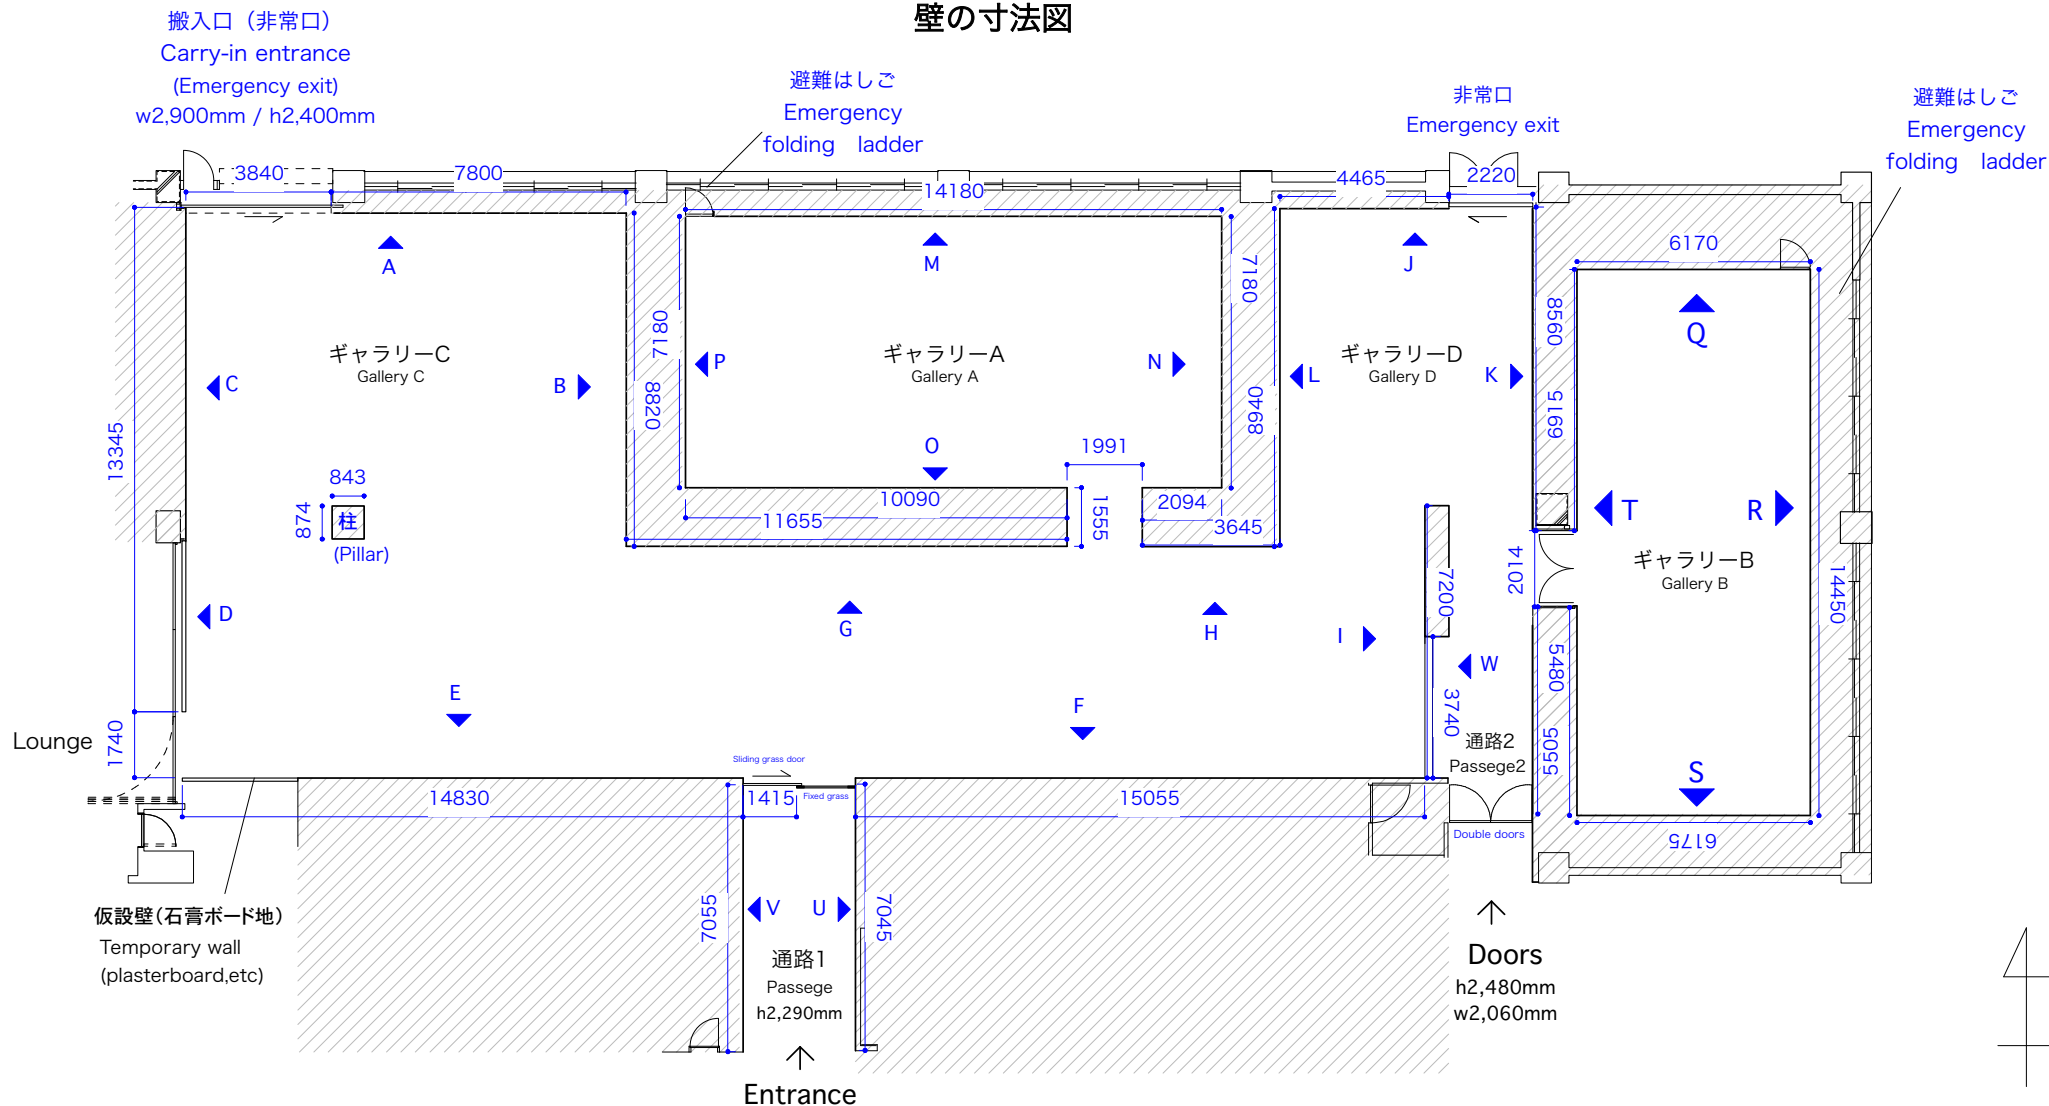 壁の寸法図
搬入口（非常口）
Carry-in entrance
(Emergency exit)
w2,900mm / h2,400mm
避難はしご
Emergency
folding ladder
非常口
Emergency exit
避難はしご
Emergency
folding ladder
3840
7800
14180
4465
2220
6170
A
M
J
Q
7180
7180
8820
8940
8560
6915
ギャラリーC
Gallery C
ギャラリーA
Gallery A
ギャラリーD
Gallery D
C
B
P
N
L
K
O
1991
10090
2094
11655
1555
3645
13345
843
874
柱
(Pillar)
T
R
ギャラリーB
Gallery B
2014
72000
14450
D
G
H
I
W
E
F
5480
3740
5505
S
Lounge
1740
通路2
Passege2
Sliding grass door
Fixed grass
14830
1415
15055
Double doors
6175
仮設壁（石膏ボード地）
Temporary wall
(plasterboard,etc)
7055
V
U
7045
通路1
Passege
h2,290mm
Entrance
Doors
h2,480mm
w2,060mm